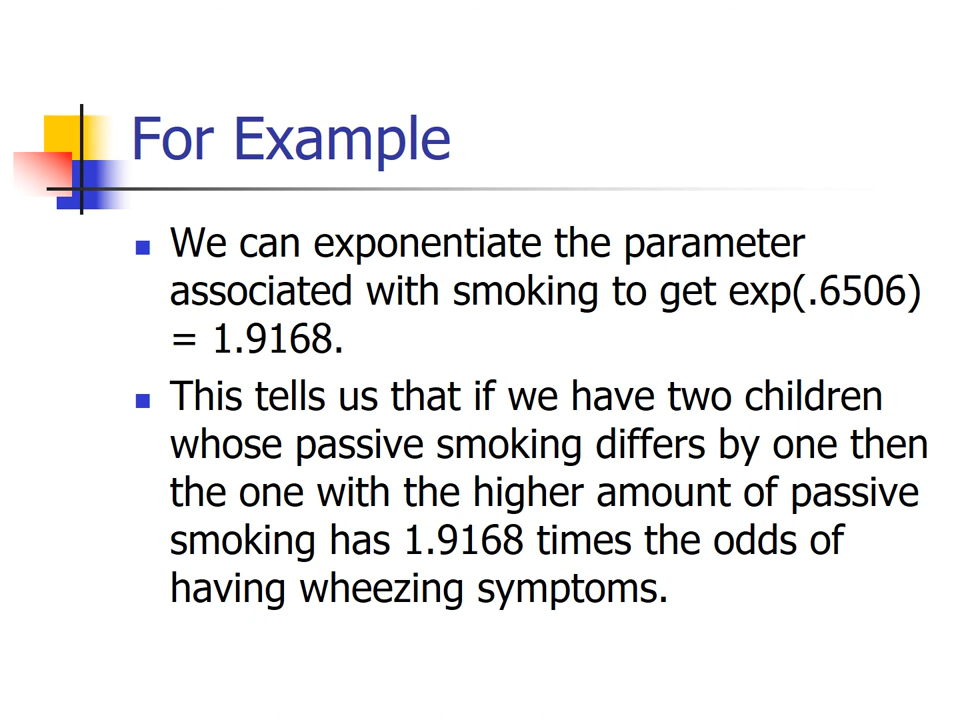 For Example
We can exponentiate the parameter
associated with smoking to get exp(.6506)
= 1.9168.
This tells us that if we have two children
whose passive smoking differs by one then
the one with the higher amount of passive
smoking has 1.9168 times the odds of
having wheezing symptoms.